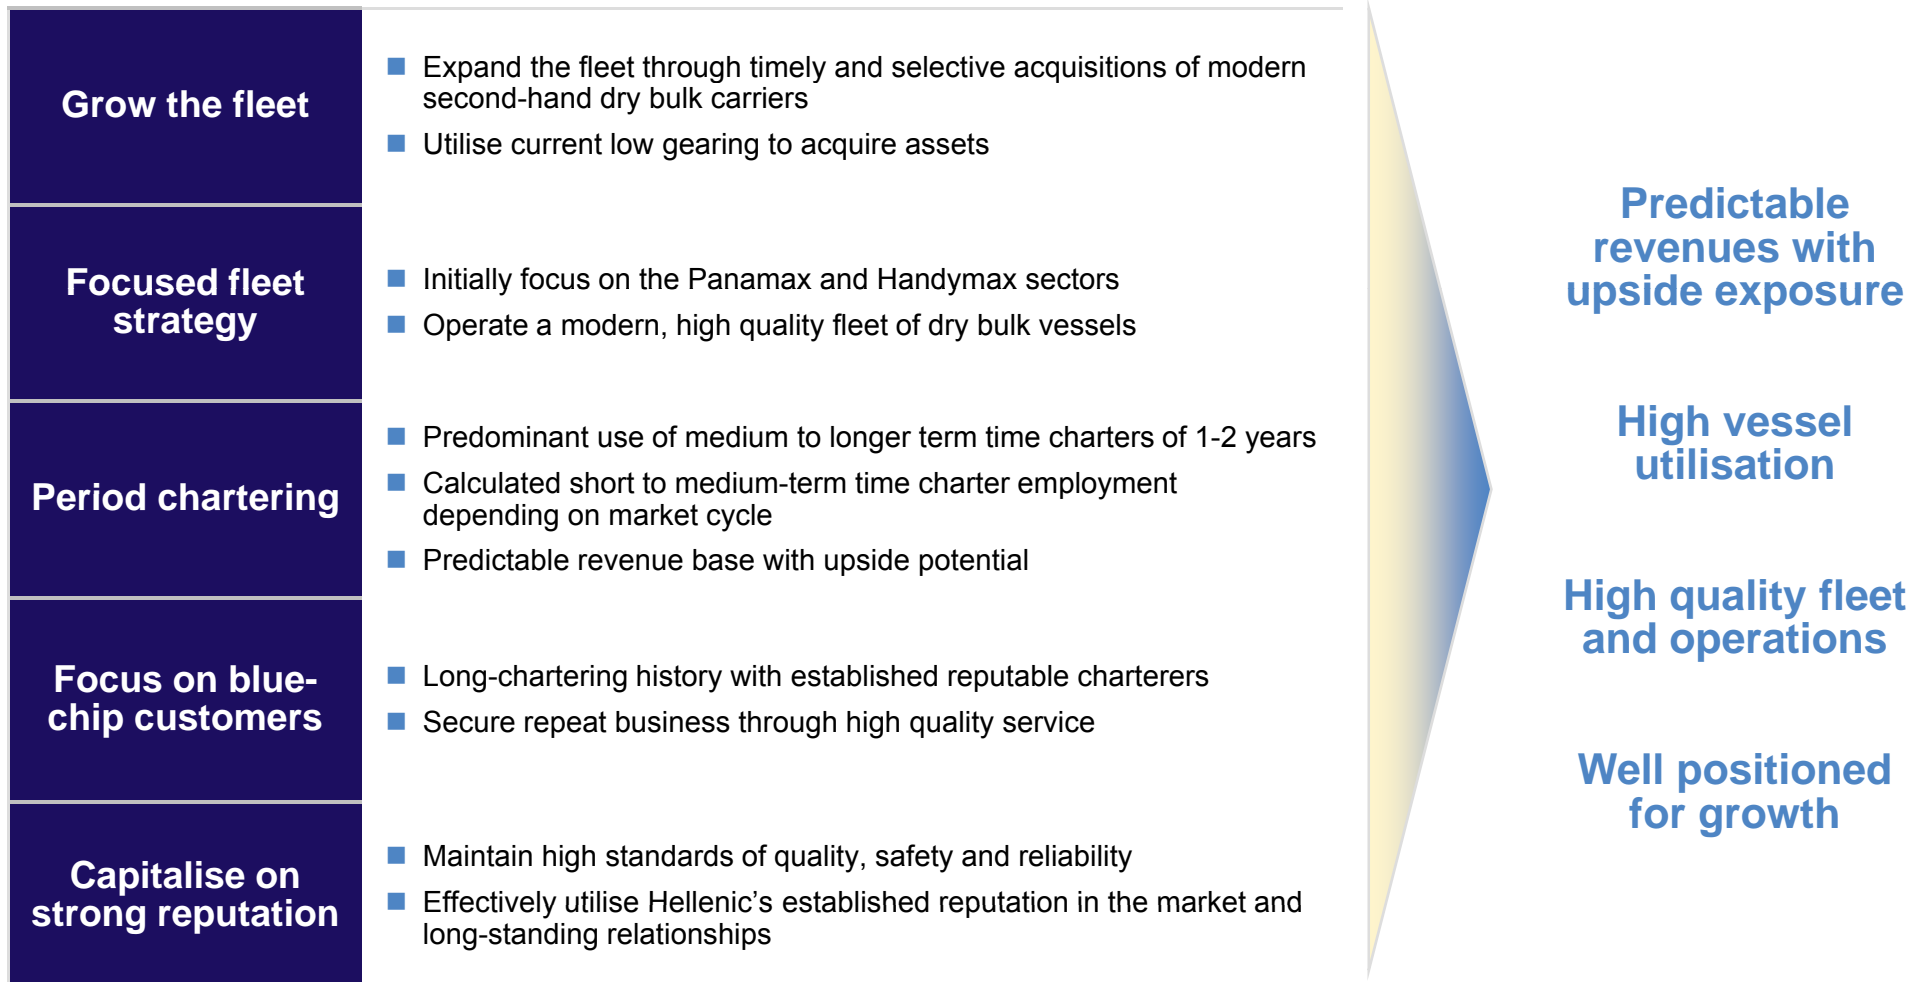 Grow the fleet
Expand the fleet through timely and selective acquisitions of modern
second-hand dry bulk carriers
Utilise current low gearing to acquire assets
Focused fleet
strategy
Initially focus on the Panamax and Handymax sectors
Operate a modern, high quality fleet of dry bulk vessels
Period chartering
Predominant use of medium to longer term time charters of 1-2 years
Calculated short to medium-term time charter employment
depending on market cycle
Predictable revenue base with upside potential
Focus on blue-
chip customers
Long-chartering history with established reputable charterers
Secure repeat business through high quality service
Capitalise on
strong reputation
Maintain high standards of quality, safety and reliability
Effectively utilise Hellenic’s established reputation in the market and
long-standing relationships
Predictable
revenues with
upside exposure
High vessel
utilisation
High quality fleet
and operations
Well positioned
for growth